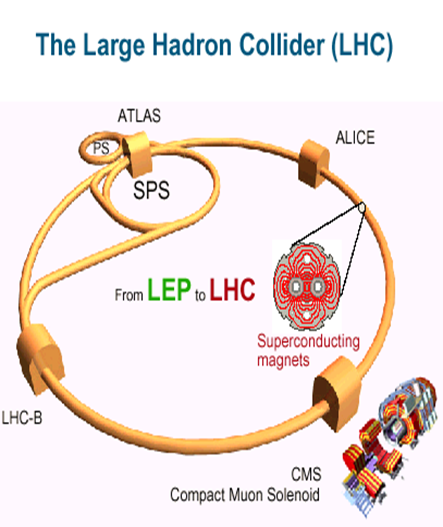 The Large Hadron Collider (LHC)
ATLAS
PS
ALICE
SPS
From LEP to LHC
Superconducting
magnets
LHC-B
CMS
Compact Muon Solenoid